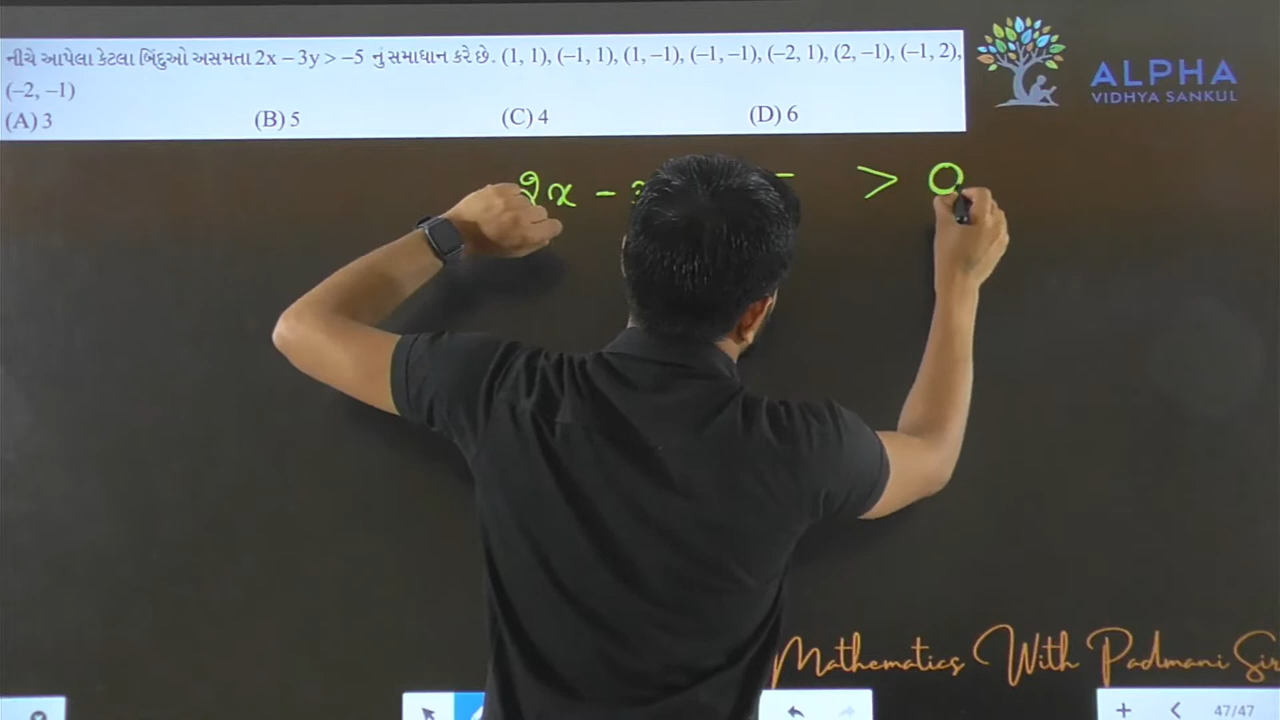 નીચે આપેલા કેટલા બિંદુઓ અસમતા 2x – 3y > –5 નું સમાધાન કરે છે. (1, 1), (–1, 1), (1, –1), (–1, –1), (–2, 1), (2, –1), (–1, 2),
(–2, –1)
(A) 3 (B) 5 (C) 4 (D) 6
ALPHA
VIDHYA SANKUL
2x – > 0
Mathematics With Padmani Sir
47/47